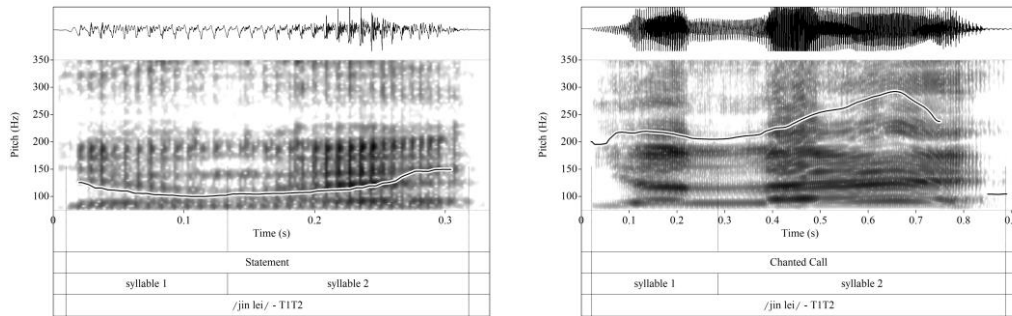 350
300
250
200
150
100
Pitch (Hz)
0 0.1 0.2 0.3
Time (s)
Statement
syllable 1 syllable 2
/jin lei/ - T1T2
350
300
250
200
150
100
Pitch (Hz)
0 0.1 0.2 0.3 0.4 0.5 0.6 0.7 0.8
Time (s)
Chanted Call
syllable 1 syllable 2
/jin lei/ - T1T2